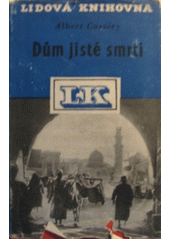 LIDOVÁ KNIHOVNA
Albert Cossery
Dům jisté smrti
LK